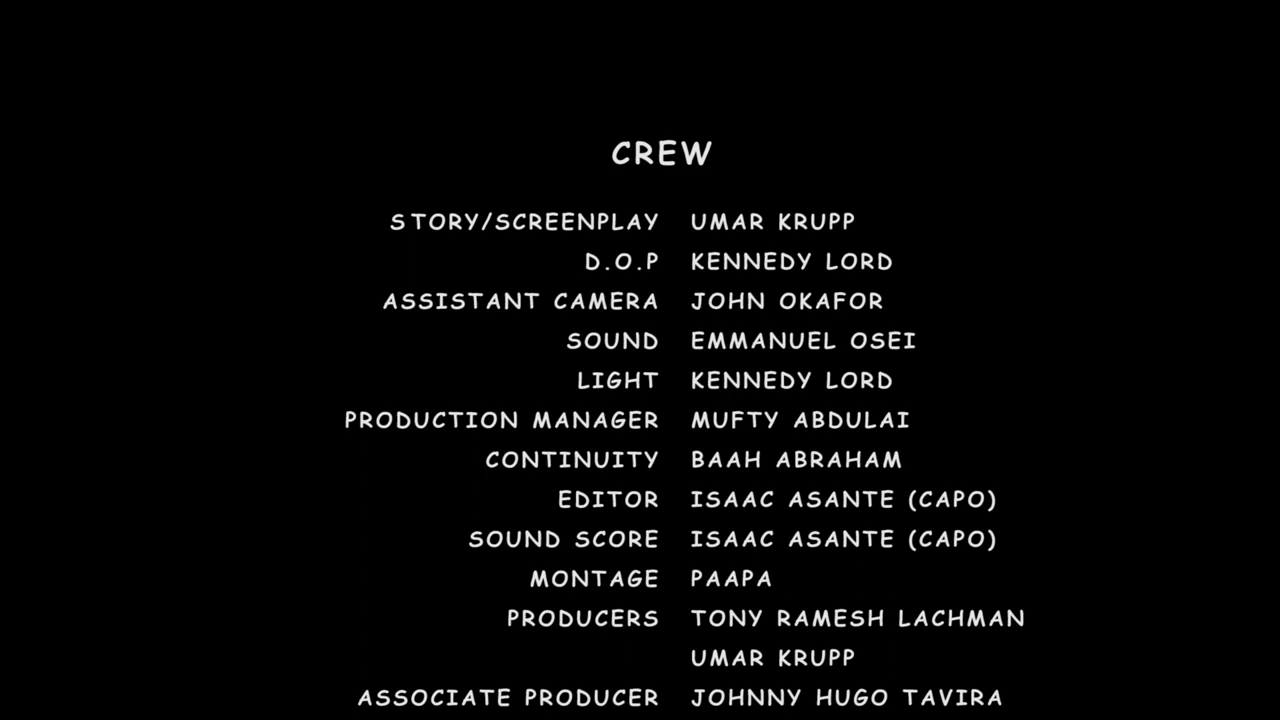 CREW
STORY/SCREENPLAY UMAR KRUPP
D.O.P KENNEDY LORD
ASSISTANT CAMERA JOHN OKAFOR
SOUND EMMANUEL OSEI
LIGHT KENNEDY LORD
PRODUCTION MANAGER MUFTY ABDULAI
CONTINUITY BAAH ABRAHAM
EDITOR ISAAC ASANTE (CAPO)
SOUND SCORE ISAAC ASANTE (CAPO)
MONTAGE PAAPA
PRODUCERS TONY RAMESH LACHMAN
UMAR KRUPP
ASSOCIATE PRODUCER JOHNNY HUGO TAVIRA